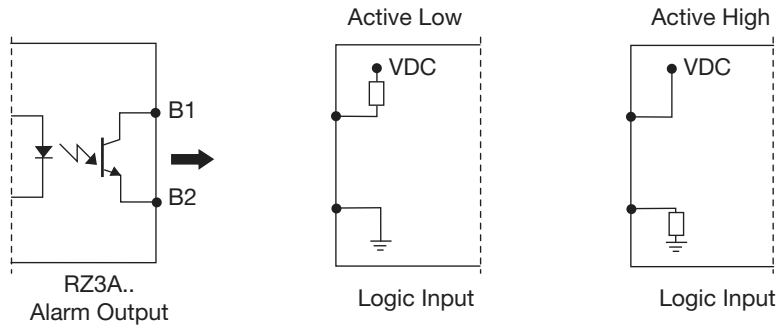 Active Low
Active High
VDC
VDC
B1
B2
RZ3A..
Alarm Output
Logic Input
Logic Input